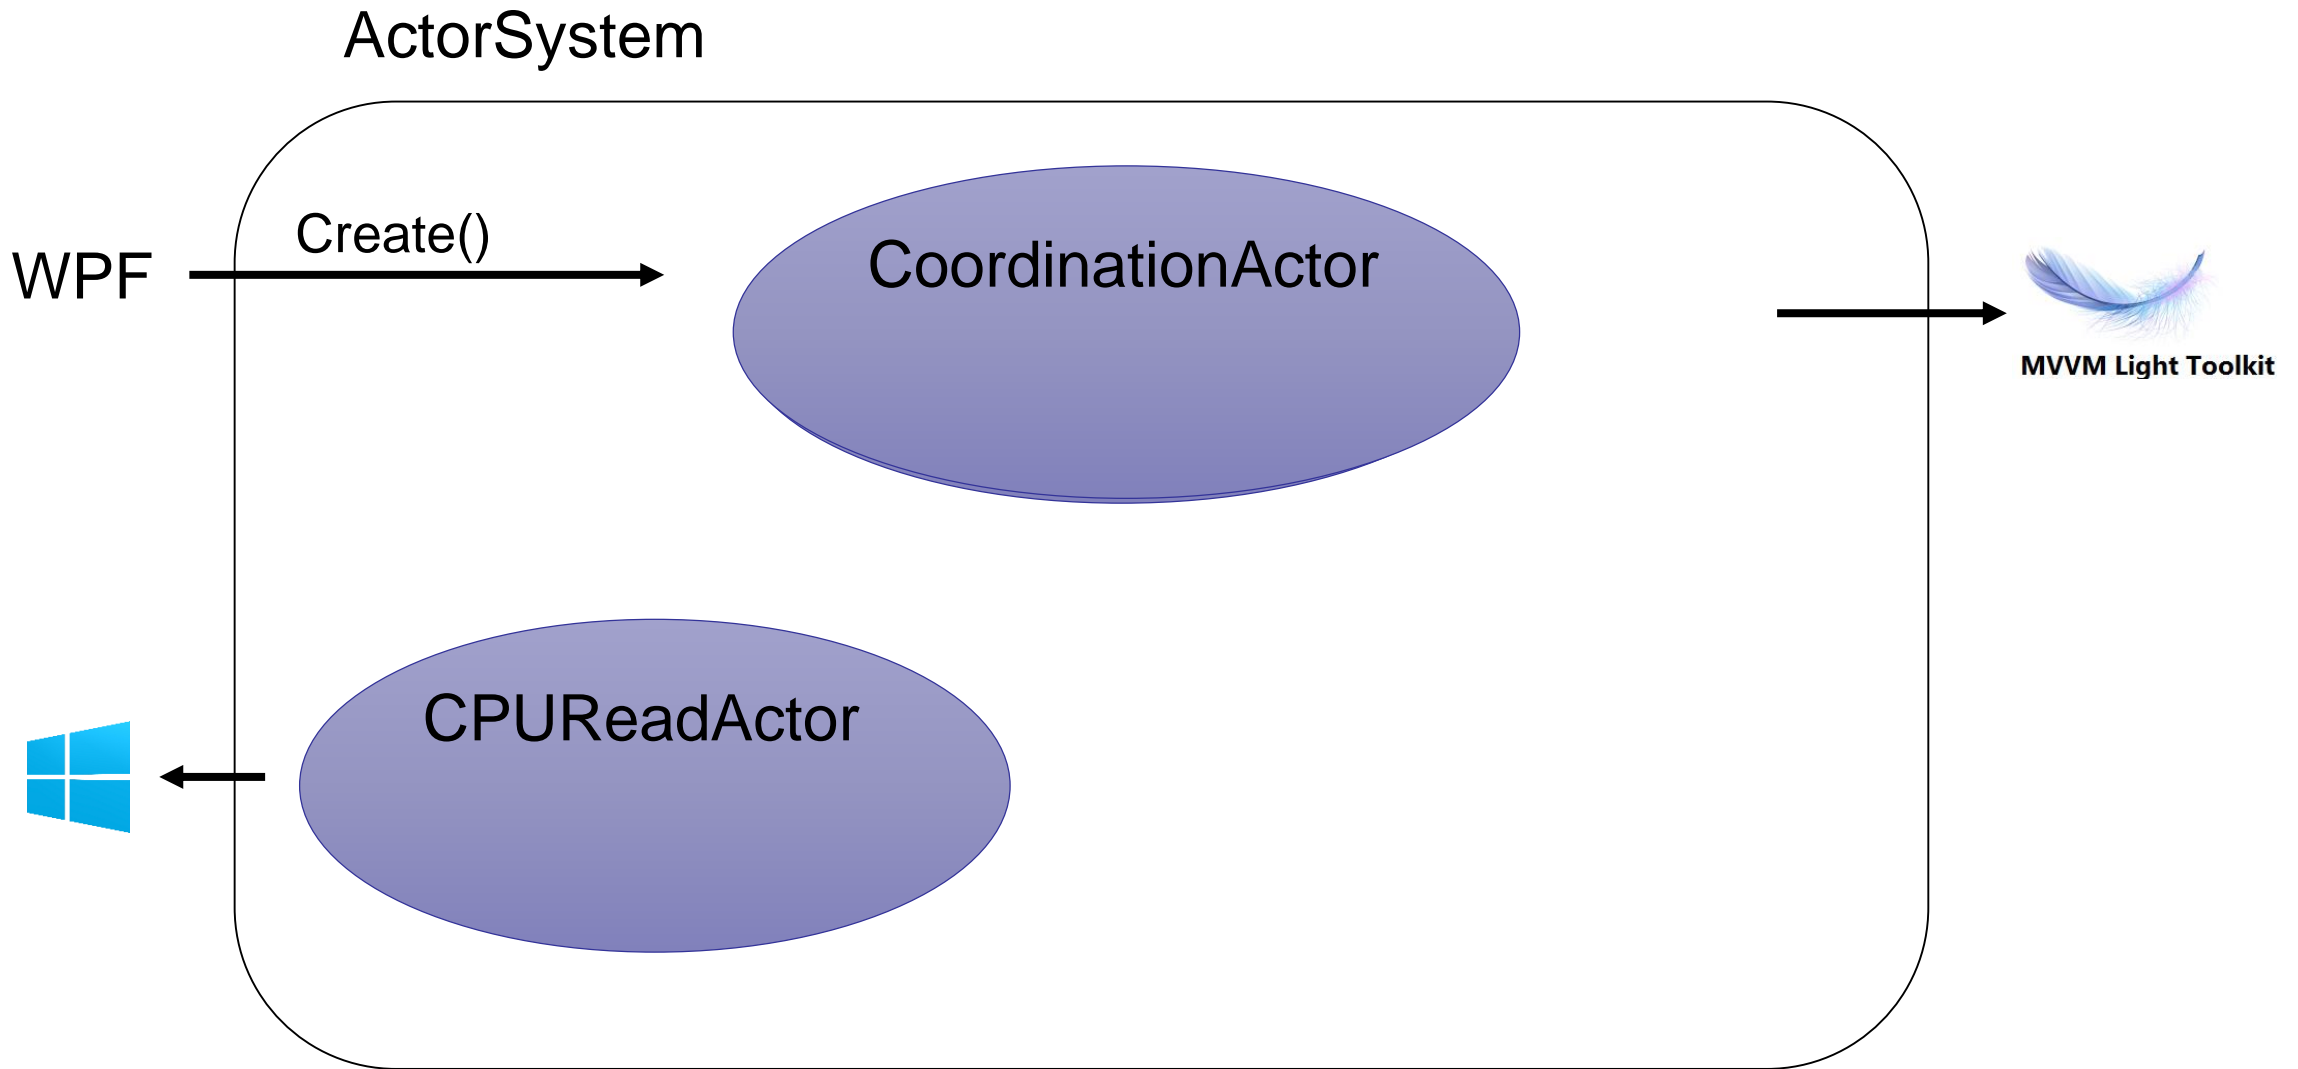 ActorSystem
Create()
WPF
CoordinationActor
MVVM Light Toolkit
CPUReadActor